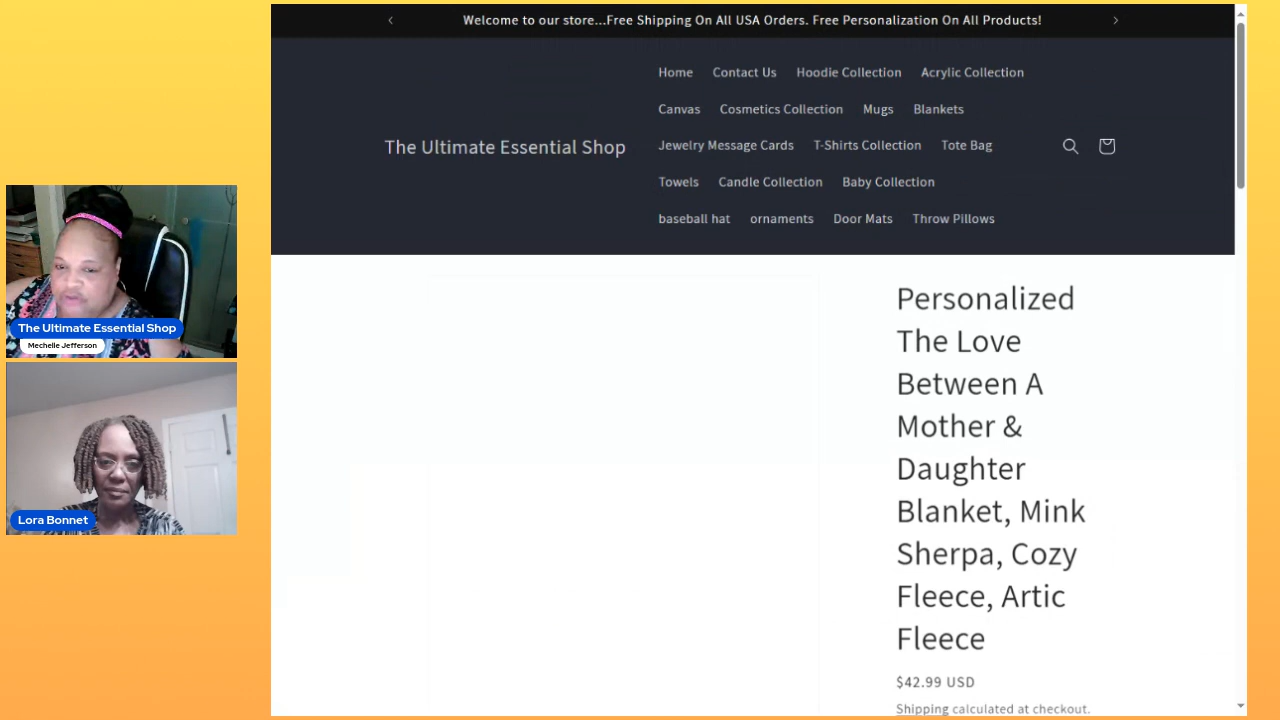 Welcome to our store...Free Shipping On All USA Orders. Free Personalization On All Products!
The Ultimate Essential Shop
Home Contact Us Hoodie Collection Acrylic Collection
Canvas Cosmetics Collection Mugs Blankets
Jewelry Message Cards T-Shirts Collection Tote Bag
Towels Candle Collection Baby Collection
baseball hat ornaments Door Mats Throw Pillows
Personalized
The Love
Between A
Mother &
Daughter
Blanket, Mink
Sherpa, Cozy
Fleece, Artic
Fleece
$42.99 USD
Shipping calculated at checkout.
The Ultimate Essential Shop
Mechelle Jefferson
Lora Bonnet